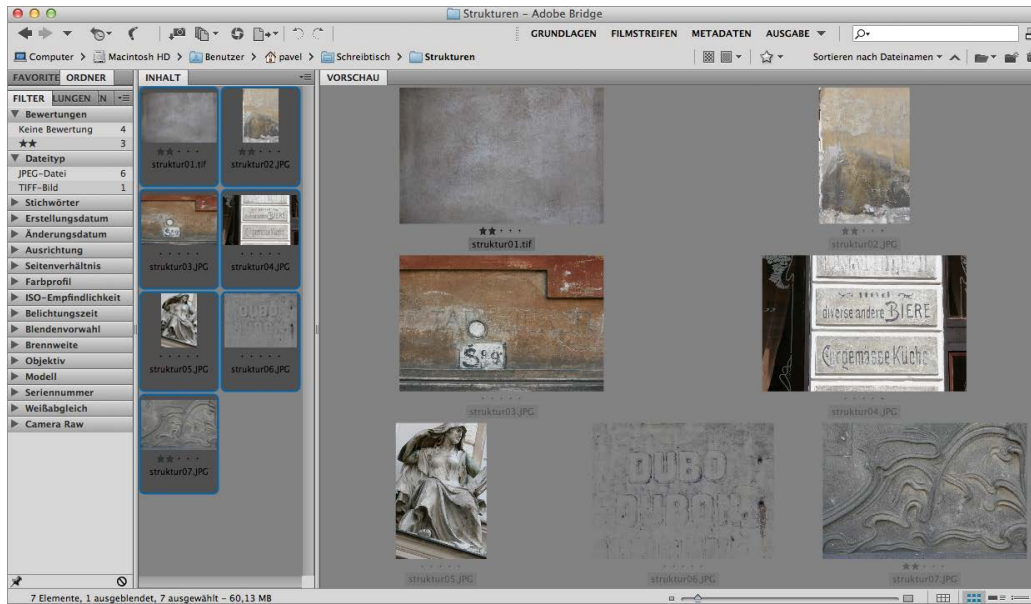 Strukturen – Adobe Bridge
GRUNDLAGEN FILMSTREIFEN METADATEN AUSGABE
Computer > Macintosh HD > Benutzer > pavel > Schreibtisch > Strukturen
Sortieren nach Dateinamen
FAVORITE ORDNER
INHALT
VORSCHAU
FILTER LUNGEN N
Bewertungen
Keine Bewertung 4
★★ 3
Dateityp
JPEG-Datei 6
TIFF-Bild 1
Stichwörter
Erstellungsdatum
Änderungsdatum
Ausrichtung
Seitenverhältnis
Farbprofil
ISO-Empfindlichkeit
Belichtungszeit
Blendenvorwahl
Brennweite
Objektiv
Modell
Seriennummer
Weißabgleich
Camera Raw
struktur01.tif struktur02.JPG
struktur03.JPG struktur04.JPG
struktur05.JPG struktur06.JPG
struktur07.JPG
struktur01.tif struktur02.JPG
diverse andere BIERE
struktur03.JPG struktur04.JPG
DUBO
struktur05.JPG struktur06.JPG struktur07.JPG
7 Elemente, 1 ausgeblendet, 7 ausgewählt – 60,13 MB